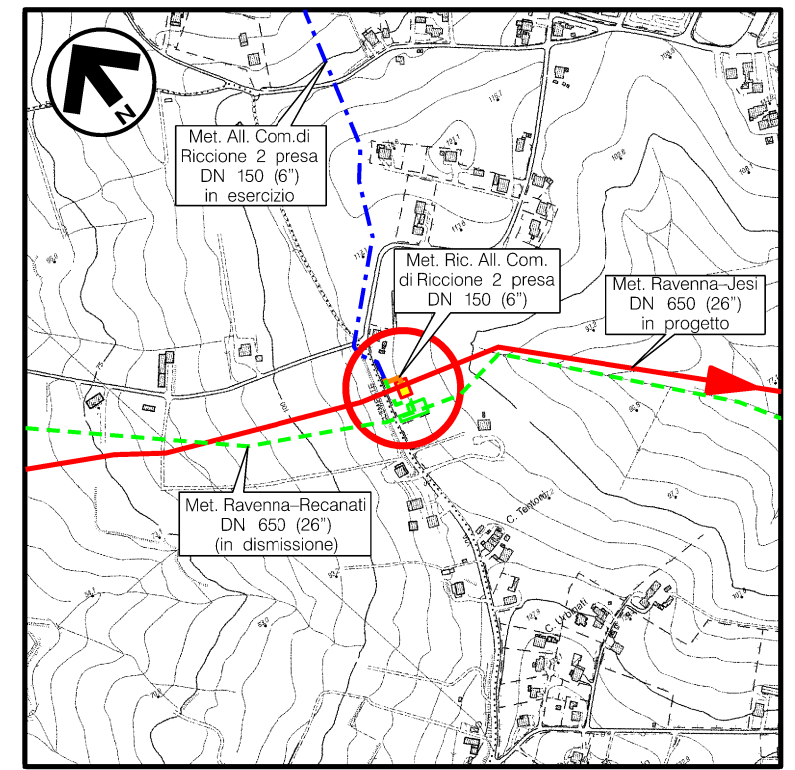 N
Met. All. Com.di
Riccione 2 presa
DN 150 (6")
in esercizio
Met. Ric. All. Com.
di Riccione 2 presa
DN 150 (6")
Met. Ravenna–Jesi
DN 650 (26")
in progetto
Met. Ravenna–Recanati
DN 650 (26")
(in dismissione)
100
C. Tentoni
C. Urbinati